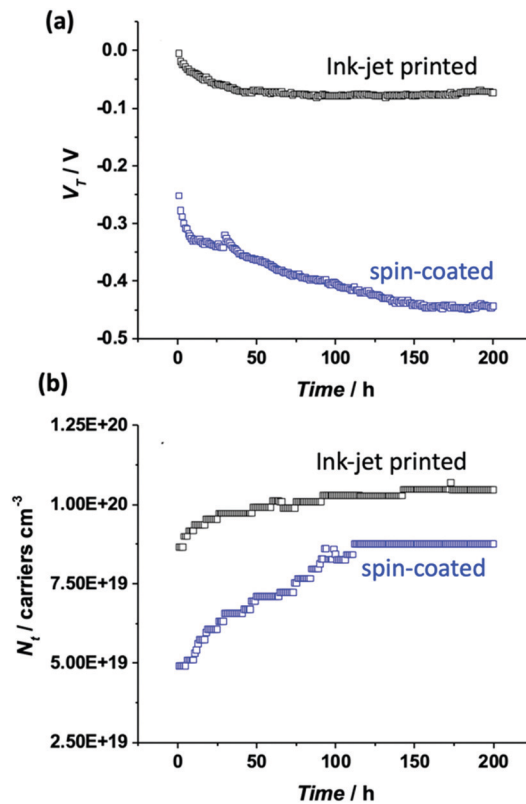 (a)
Ink-jet printed
spin-coated
V_T / V
0.0
-0.1
-0.2
-0.3
-0.4
-0.5
0
50
100
150
200
Time / h
(b)
Ink-jet printed
spin-coated
N_t / carriers cm⁻³
1.25E+20
1.00E+20
7.50E+19
5.00E+19
2.50E+19
0
50
100
150
200
Time / h